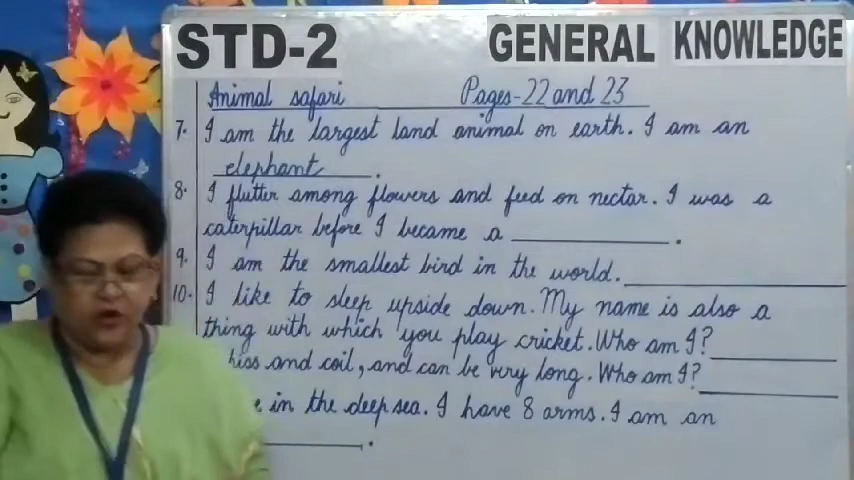 STD-2 GENERAL KNOWLEDGE
Animal safari Pages-22 and 23
7. I am the largest land animal on earth. I am an
elephant.
8. I flutter among flowers and feed on nectar. I was a
caterpillar before I became a ____________.
9. I am the smallest bird in the world. ____________
10. I like to sleep upside down. My name is also a
thing with which you play cricket. Who am I? ____________
hiss and coil, and can be very long. Who am I? ____________
in the deep sea. I have 8 arms. I am an
____________.